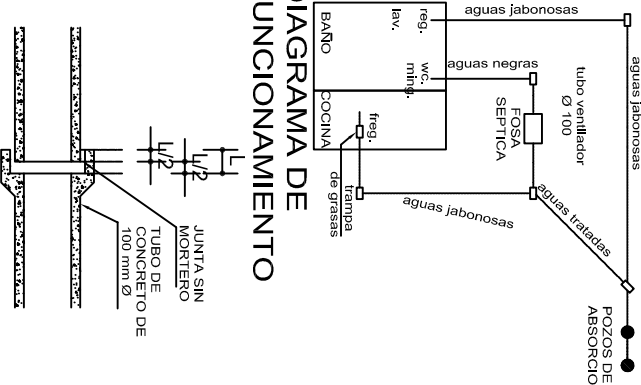 DIAGRAMA DE
UNCIONAMIENTO
BAÑO
lav.
reg.
wc.
ming.
COCINA
freg.
trampa
de grasas
aguas jabonosas
aguas negras
tubo ventilador
Ø 100
FOSA
SEPTICA
aguas jabonosas
aguas jabonosas
aguas tratadas
POZOS DE
ABSORCIO
L
L/2
L/2
JUNTA SIN
MORTERO
TUBO DE
CONCRETO DE
100 mm Ø